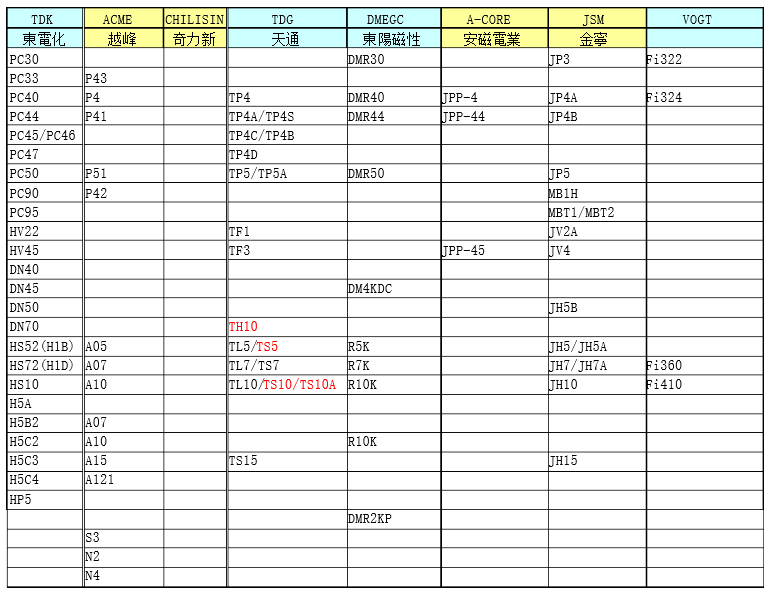 TDK ACME CHILISIN TDG DMEGC A-CORE JSM VOGT
東電化 越峰 奇力新 天通 東陽磁性 安磁電業 金寧
PC30 DMR30 JP3 Fi322
PC33 P43
PC40 P4 TP4 DMR40 JPP-4 JP4A Fi324
PC44 P41 TP4A/TP4S DMR44 JPP-44 JP4B
PC45/PC46 TP4C/TP4B
PC47 TP4D
PC50 P51 TP5/TP5A DMR50 JP5
PC90 P42 MB1H
PC95 MBT1/MBT2
HV22 TF1 JV2A
HV45 TF3 JPP-45 JV4
DN40
DN45 DM4KDC
DN50 JH5B
DN70 TH10
HS52(H1B) A05 TL5/TS5 R5K JH5/JH5A
HS72(H1D) A07 TL7/TS7 R7K JH7/JH7A Fi360
HS10 A10 TL10/TS10/TS10A R10K JH10 Fi410
H5A
H5B2 A07
H5C2 A10 R10K
H5C3 A15 TS15 JH15
H5C4 A121
HP5
DMR2KP
S3
N2
N4